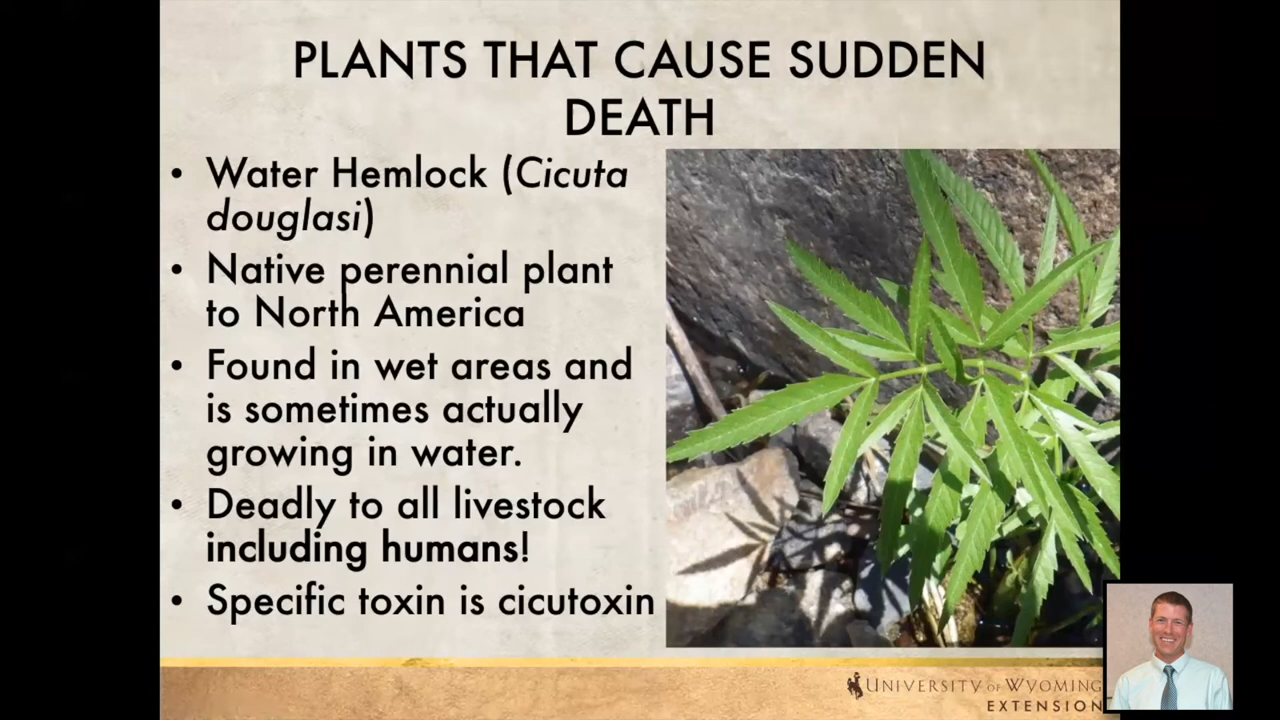 PLANTS THAT CAUSE SUDDEN
DEATH
• Water Hemlock (Cicuta
douglasi)
• Native perennial plant
to North America
• Found in wet areas and
is sometimes actually
growing in water.
• Deadly to all livestock
including humans!
• Specific toxin is cicutoxin
UNIVERSITY OF WYOMING
EXTENSION